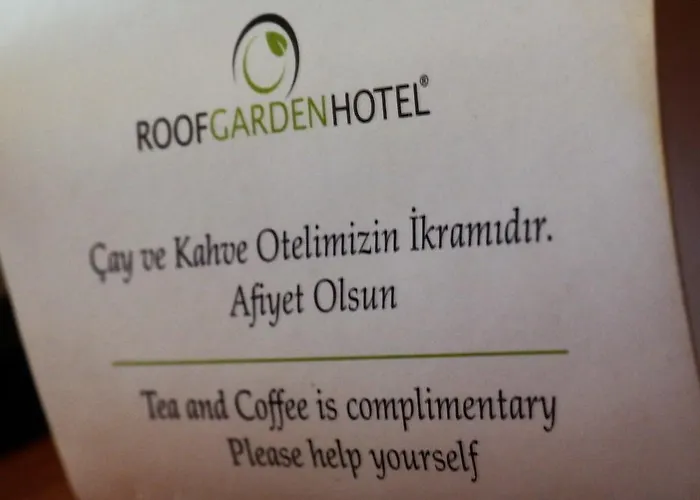 ROOFGARDENHOTEL®
Çay ve Kahve Otelimizin İkramıdır.
Afiyet Olsun
Tea and Coffee is complimentary
Please help yourself